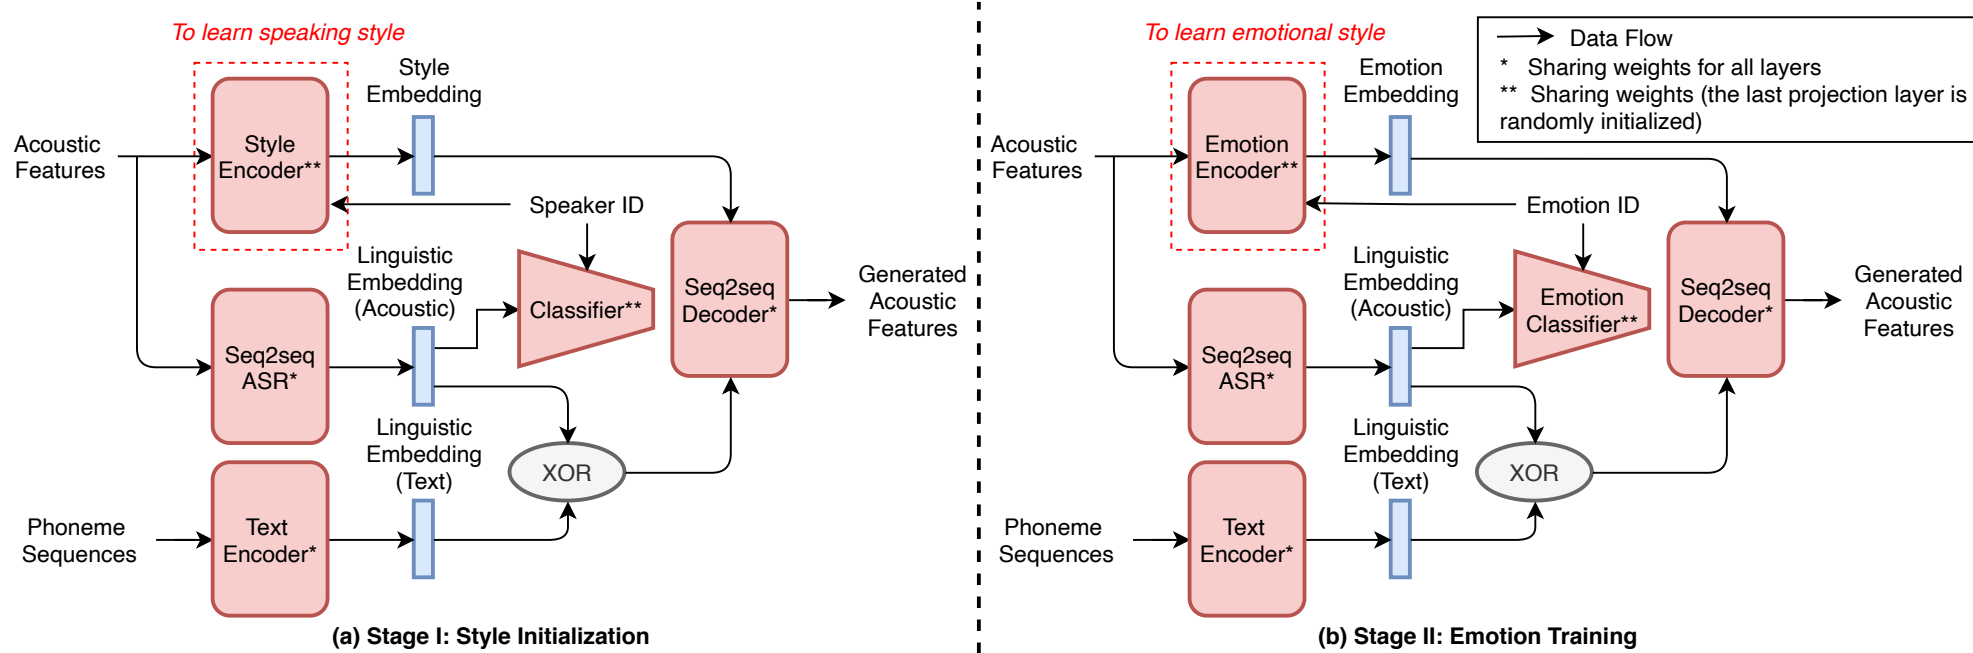 To learn speaking style
Style
Embedding
Acoustic
Features
Style
Encoder**
Speaker ID
Linguistic
Embedding
(Acoustic)
Classifier**
Seq2seq
Decoder*
Generated
Acoustic
Features
Seq2seq
ASR*
Linguistic
Embedding
(Text)
XOR
Phoneme
Sequences
Text
Encoder*
(a) Stage I: Style Initialization
To learn emotional style
Emotion
Embedding
Data Flow
* Sharing weights for all layers
** Sharing weights (the last projection layer is
randomly initialized)
Acoustic
Features
Emotion
Encoder**
Emotion ID
Linguistic
Embedding
(Acoustic)
Emotion
Classifier**
Seq2seq
Decoder*
Generated
Acoustic
Features
Seq2seq
ASR*
Linguistic
Embedding
(Text)
XOR
Phoneme
Sequences
Text
Encoder*
(b) Stage II: Emotion Training